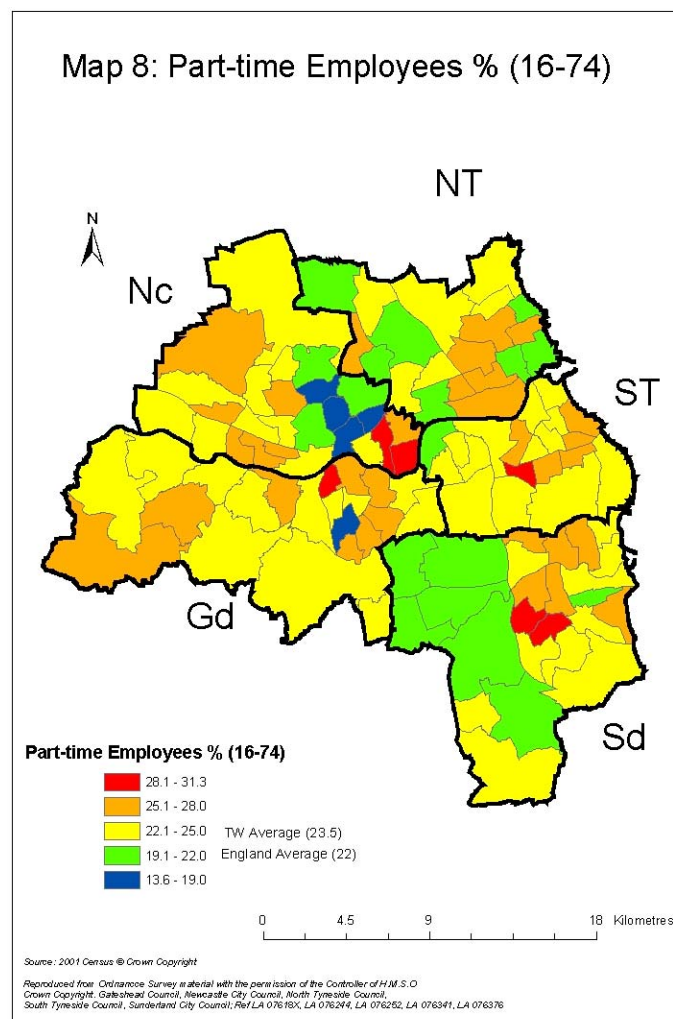 Map 8: Part-time Employees % (16-74)
NT
N
Nc
ST
Gd
Sd
Part-time Employees % (16-74)
28.1 - 31.3
25.1 - 28.0
22.1 - 25.0 TW Average (23.5)
19.1 - 22.0 England Average (22)
13.6 - 19.0
0 4.5 9 18 Kilometres
Source: 2001 Census © Crown Copyright
Reproduced from Ordnance Survey material with the permission of the Controller of H.M.S.O
Crown Copyright. Gateshead Council, Newcastle City Council, North Tyneside Council,
South Tyneside Council, Sunderland City Council; Ref LA 07618X, LA 076244, LA 076252, LA 076341, LA 076376